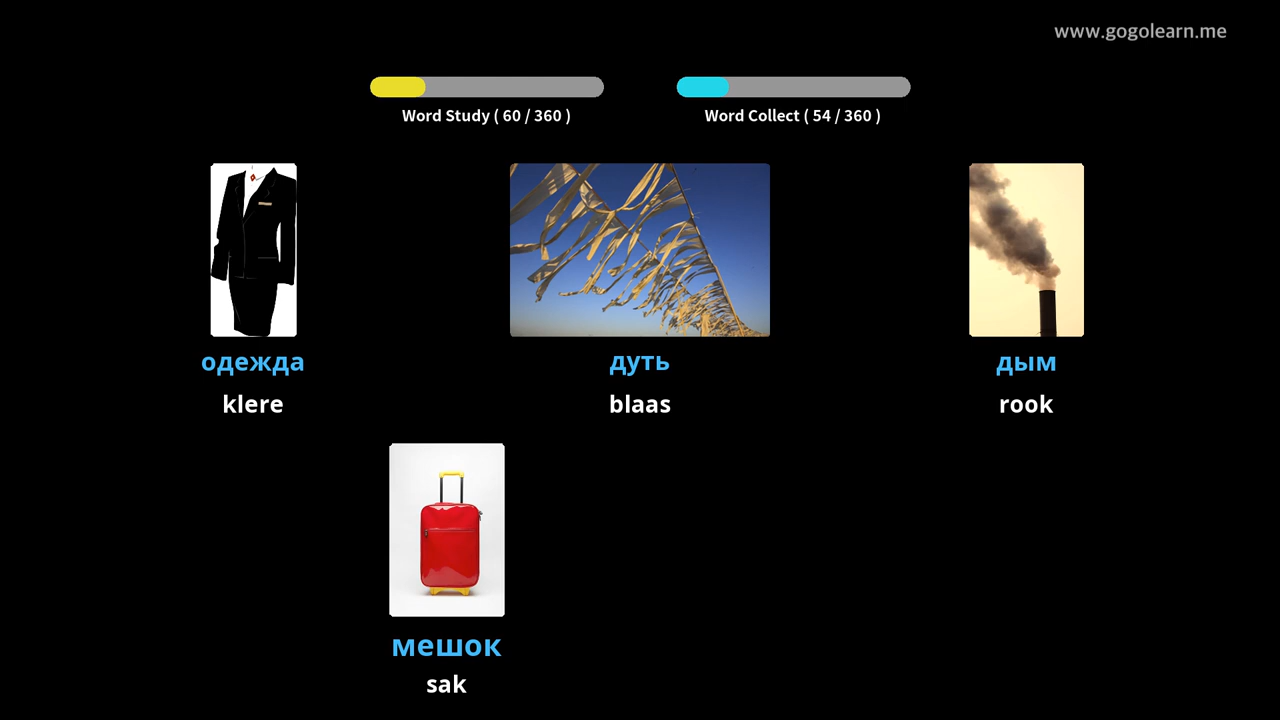 www.gogolearn.me
Word Study ( 60 / 360 )
Word Collect ( 54 / 360 )
одежда
klere
дуть
blaas
дым
rook
мешок
sak